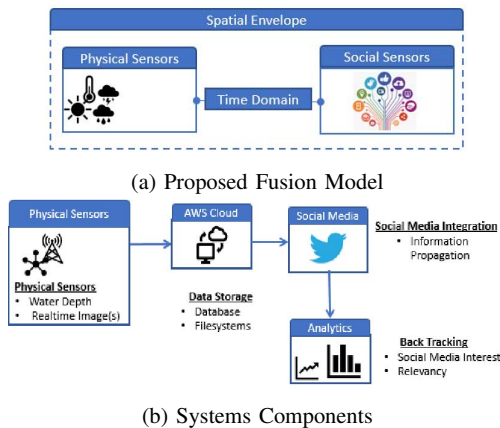 Spatial Envelope
Physical Sensors
Social Sensors
Time Domain
(a) Proposed Fusion Model
Physical Sensors
AWS Cloud
Social Media
Social Media Integration
• Information
Propagation
Physical Sensors
• Water Depth
• Realtime Image(s)
Data Storage
• Database
• Filesystems
Analytics
Back Tracking
• Social Media Interest
• Relevancy
(b) Systems Components